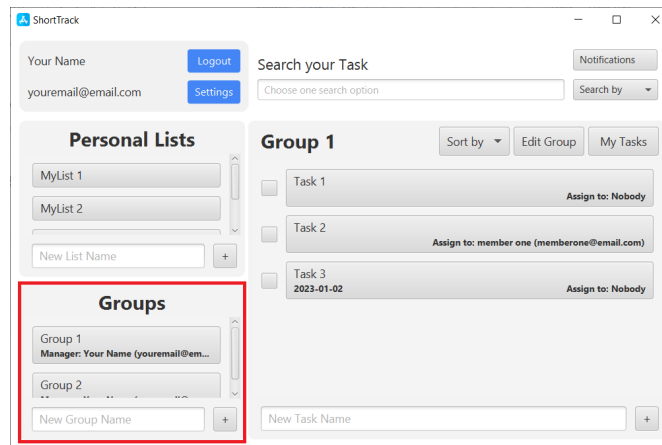 ShortTrack
Your Name
Logout
youremail@email.com
Settings
Search your Task
Notifications
Choose one search option
Search by
Personal Lists
MyList 1
MyList 2
New List Name
+
Groups
Group 1
Manager: Your Name (youremail@em...
Group 2
New Group Name
+
Group 1
Sort by
Edit Group
My Tasks
Task 1
Assign to: Nobody
Task 2
Assign to: member one (memberone@email.com)
Task 3
2023-01-02
Assign to: Nobody
New Task Name
+